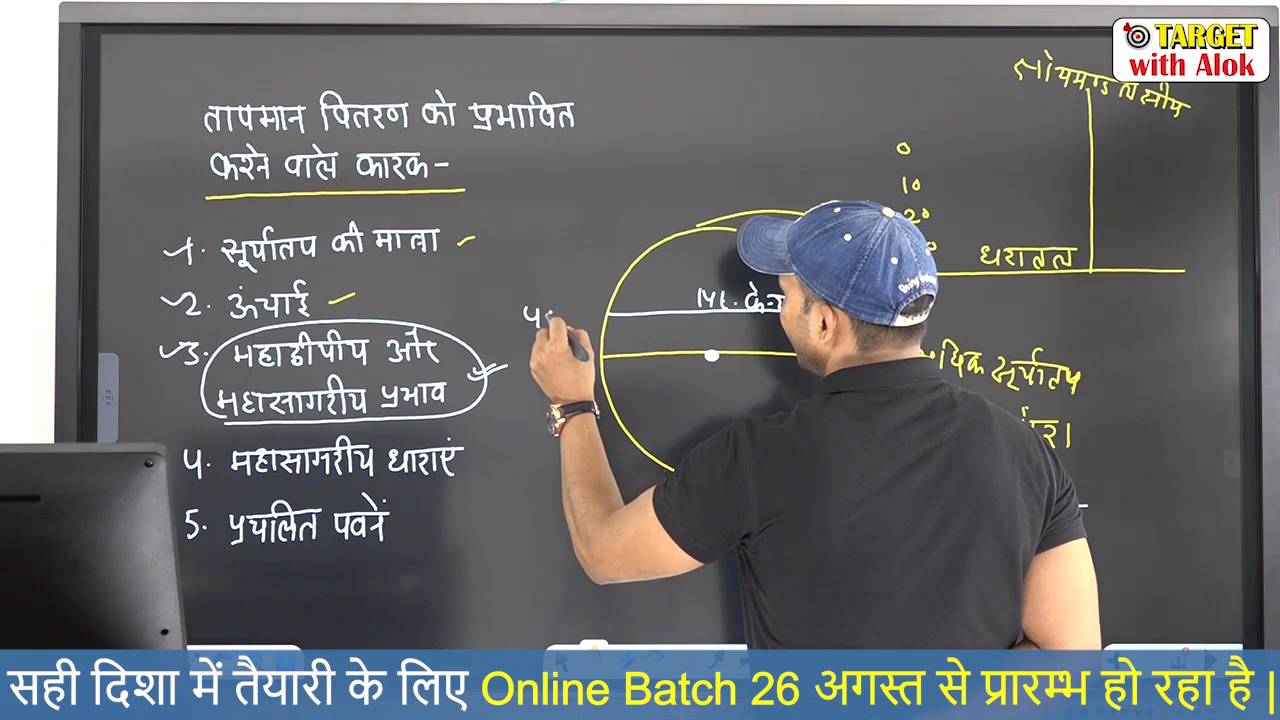 TARGET
with Alok
तापमान वितरण को प्रभावित
करने वाले कारक-
1. सूर्यातप की मात्रा
2. ऊंचाई
3. महाद्वीपीय और
महासागरीय प्रभाव
4. महासागरीय धाराएं
5. प्रचलित पवनें
0
10
20
धरातल
सूर्यातप
सही दिशा में तैयारी के लिए Online Batch 26 अगस्त से प्रारम्भ हो रहा है |